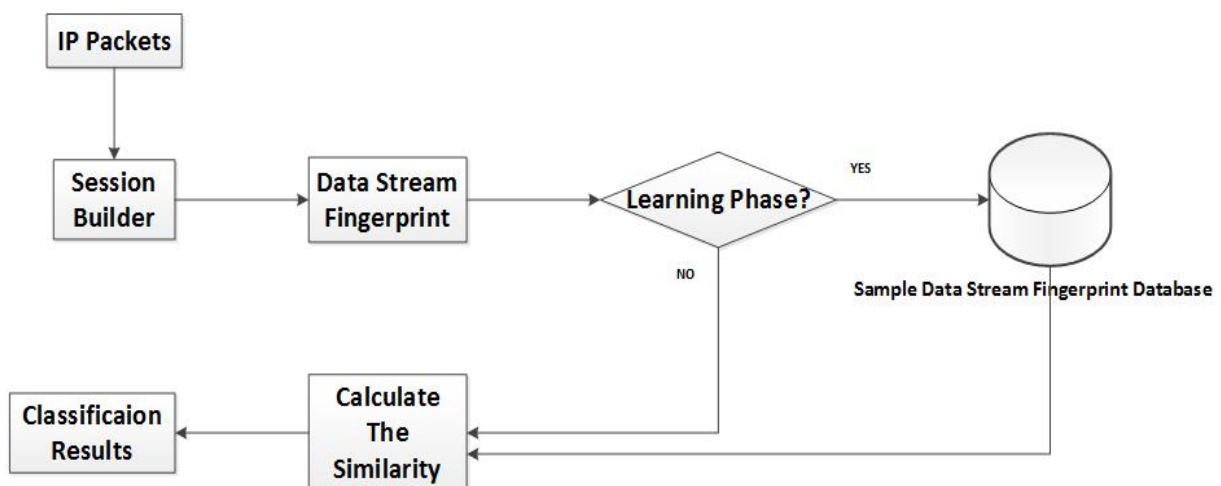 IP Packets
Session
Builder
Data Stream
Fingerprint
Learning Phase?
YES
NO
Sample Data Stream Fingerprint Database
Calculate
The
Similarity
Classificaion
Results